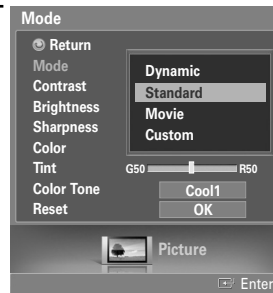 Mode
Return
Mode
Contrast
Brightness
Sharpness
Color
Tint
Color Tone
Reset
Dynamic
Standard
Movie
Custom
G50 R50
Cool1
OK
Picture
Enter